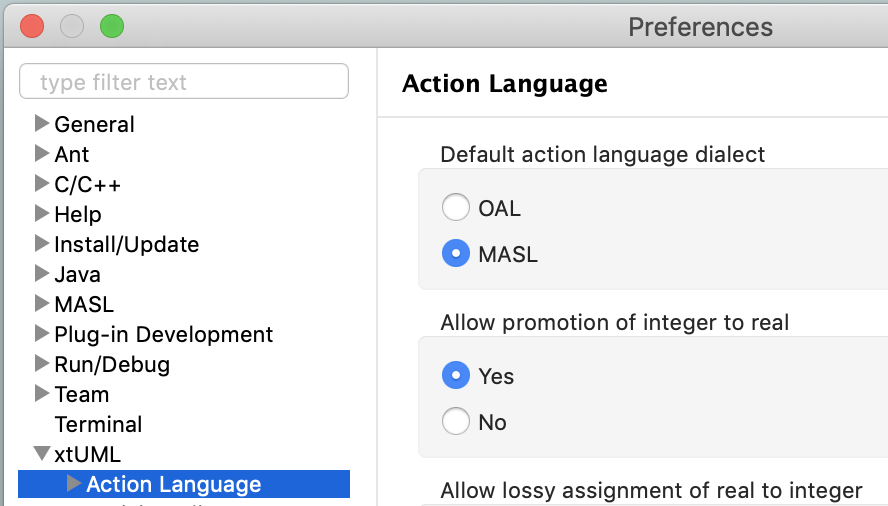 Preferences
type filter text
General
Ant
C/C++
Help
Install/Update
Java
MASL
Plug-in Development
Run/Debug
Team
Terminal
xtUML
Action Language
Action Language
Default action language dialect
OAL
MASL
Allow promotion of integer to real
Yes
No
Allow lossy assignment of real to integer